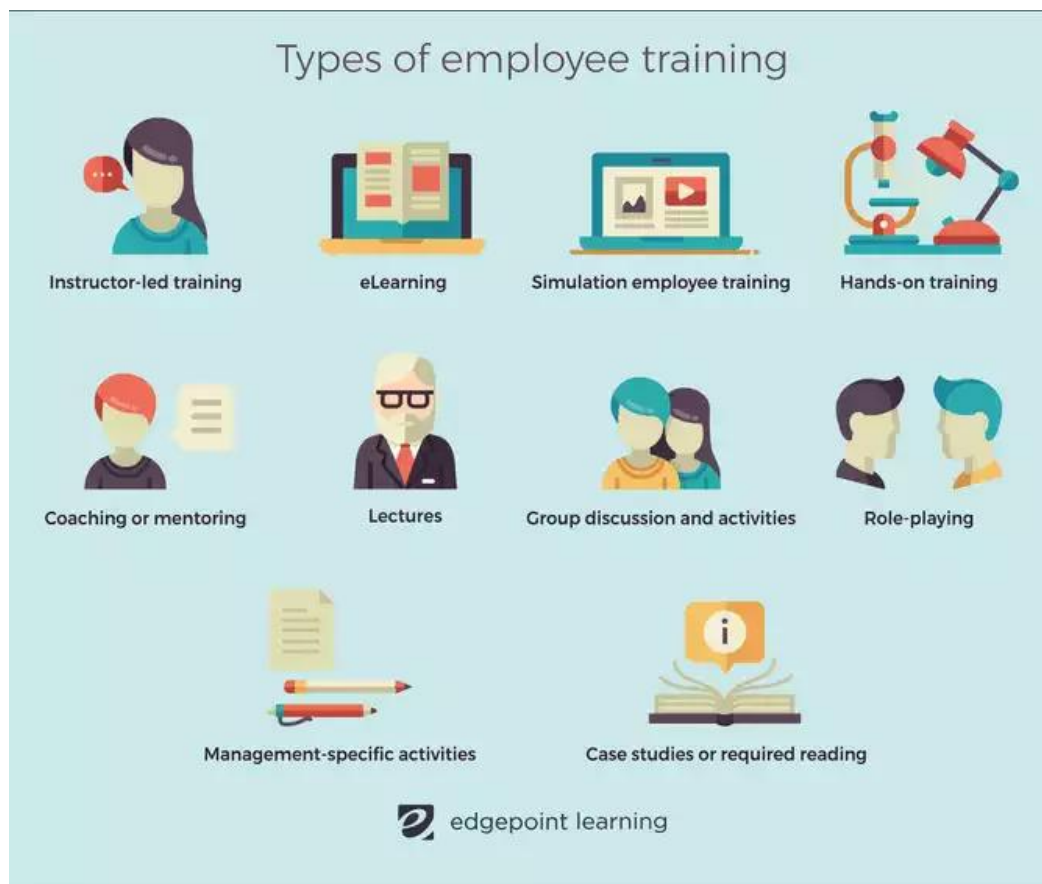 Types of employee training
Instructor-led training
eLearning
Simulation employee training
Hands-on training
Coaching or mentoring
Lectures
Group discussion and activities
Role-playing
i
Management-specific activities
Case studies or required reading
edgepoint learning